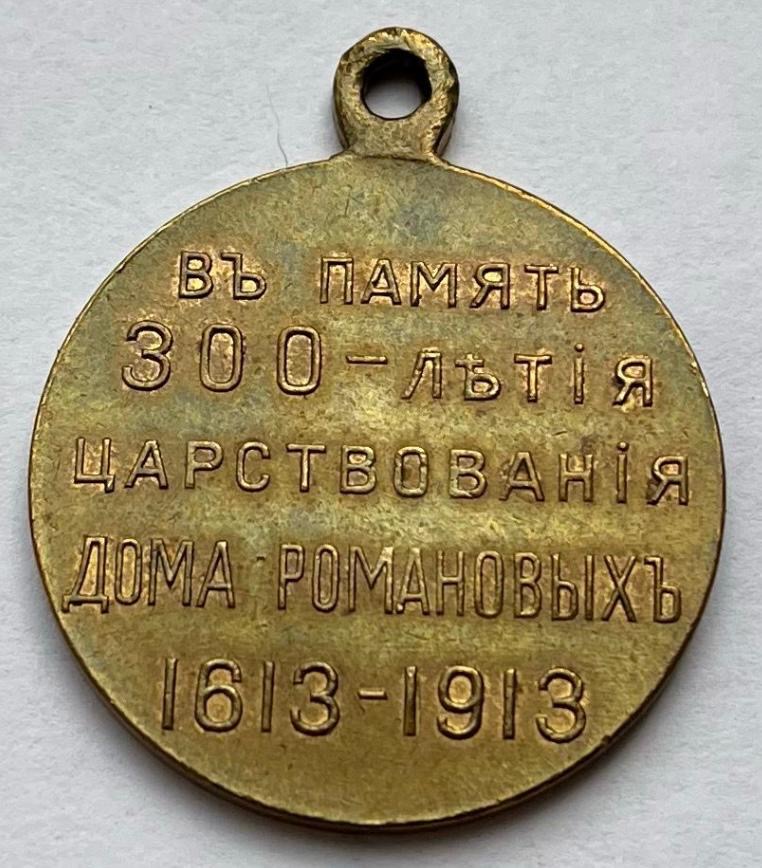 ВЪ ПАМЯТЬ
300-ЛѢТІЯ
ЦАРСТВОВАНІЯ
ДОМА РОМАНОВЫХЪ
1613-1913